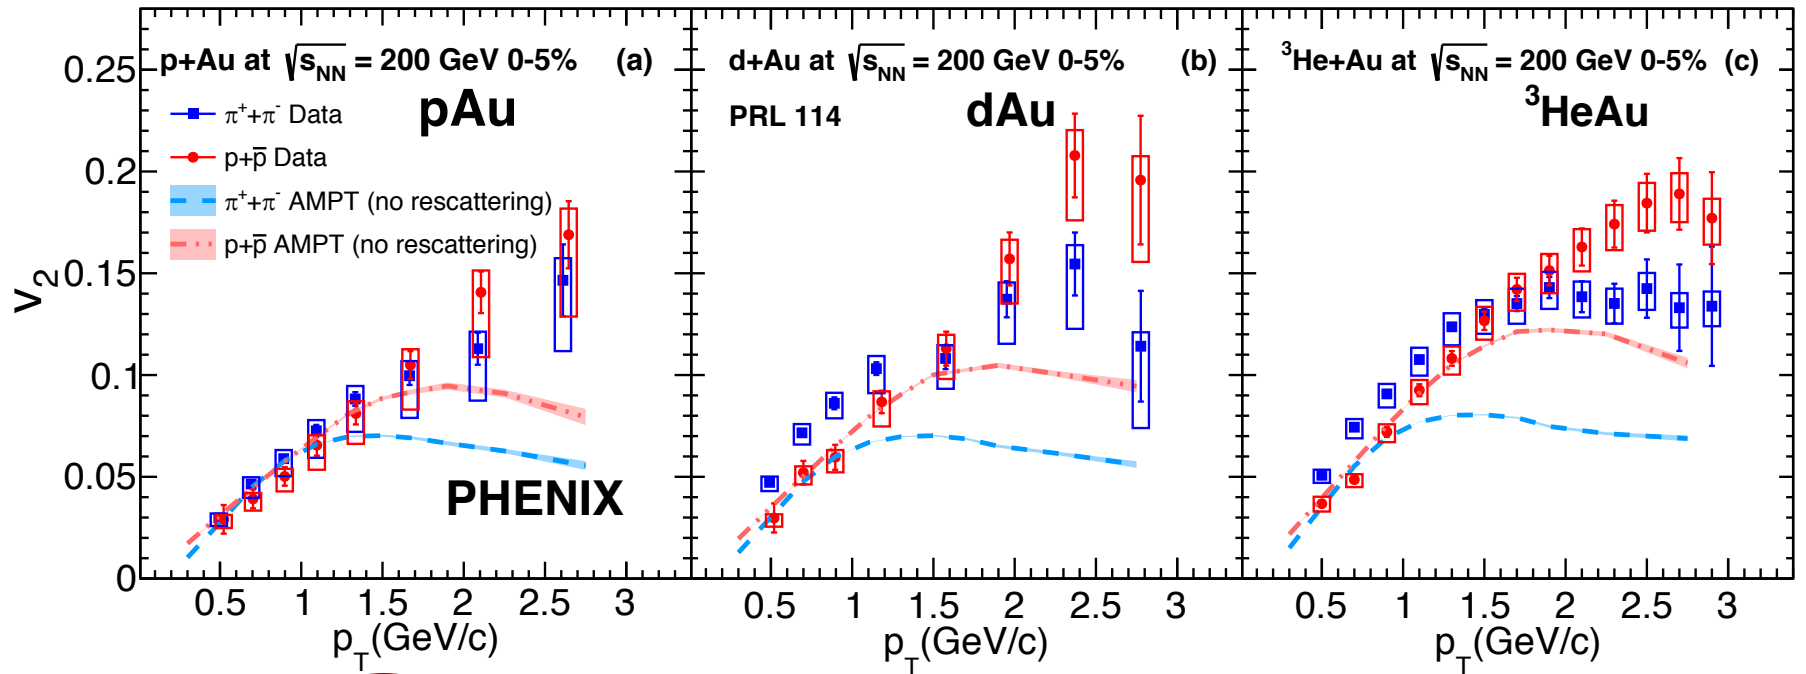 p+Au at √sNN = 200 GeV 0-5% (a)
pAu
π⁺+π⁻ Data
p+p̅ Data
π⁺+π⁻ AMPT (no rescattering)
p+p̅ AMPT (no rescattering)
PHENIX
d+Au at √sNN = 200 GeV 0-5% (b)
PRL 114
dAu
³He+Au at √sNN = 200 GeV 0-5% (c)
³HeAu
v₂
0.25
0.2
0.15
0.1
0.05
0
0.5 1 1.5 2 2.5 3
0.5 1 1.5 2 2.5 3
0.5 1 1.5 2 2.5 3
pT(GeV/c)
pT(GeV/c)
pT(GeV/c)